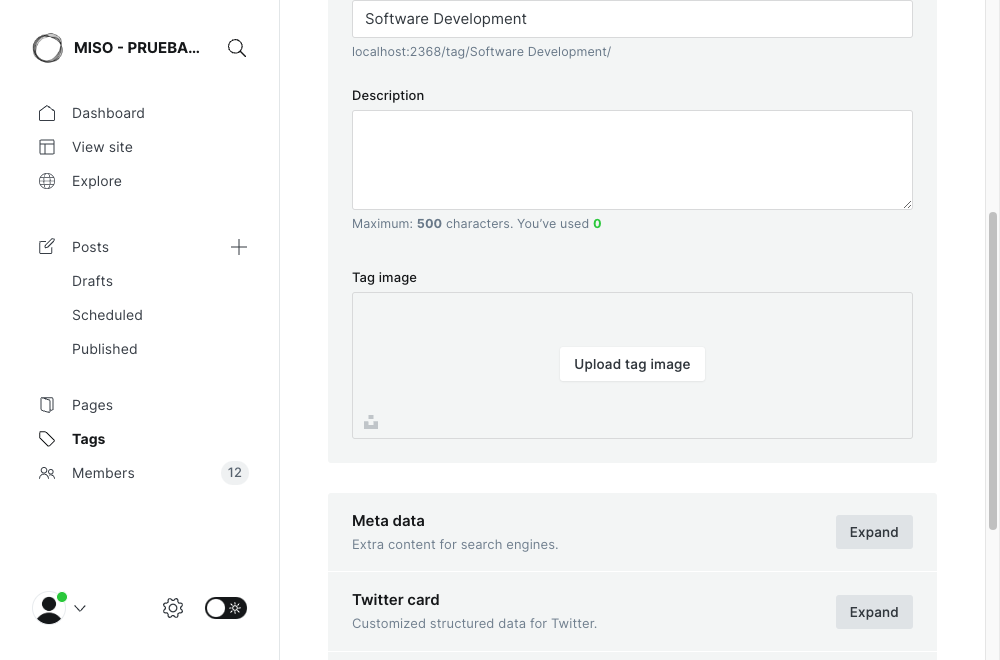 MISO - PRUEBA...
Dashboard
View site
Explore
Posts
Drafts
Scheduled
Published
Pages
Tags
Members
12
Software Development
localhost:2368/tag/Software Development/
Description
Maximum: 500 characters. You’ve used 0
Tag image
Upload tag image
Meta data
Extra content for search engines.
Expand
Twitter card
Customized structured data for Twitter.
Expand